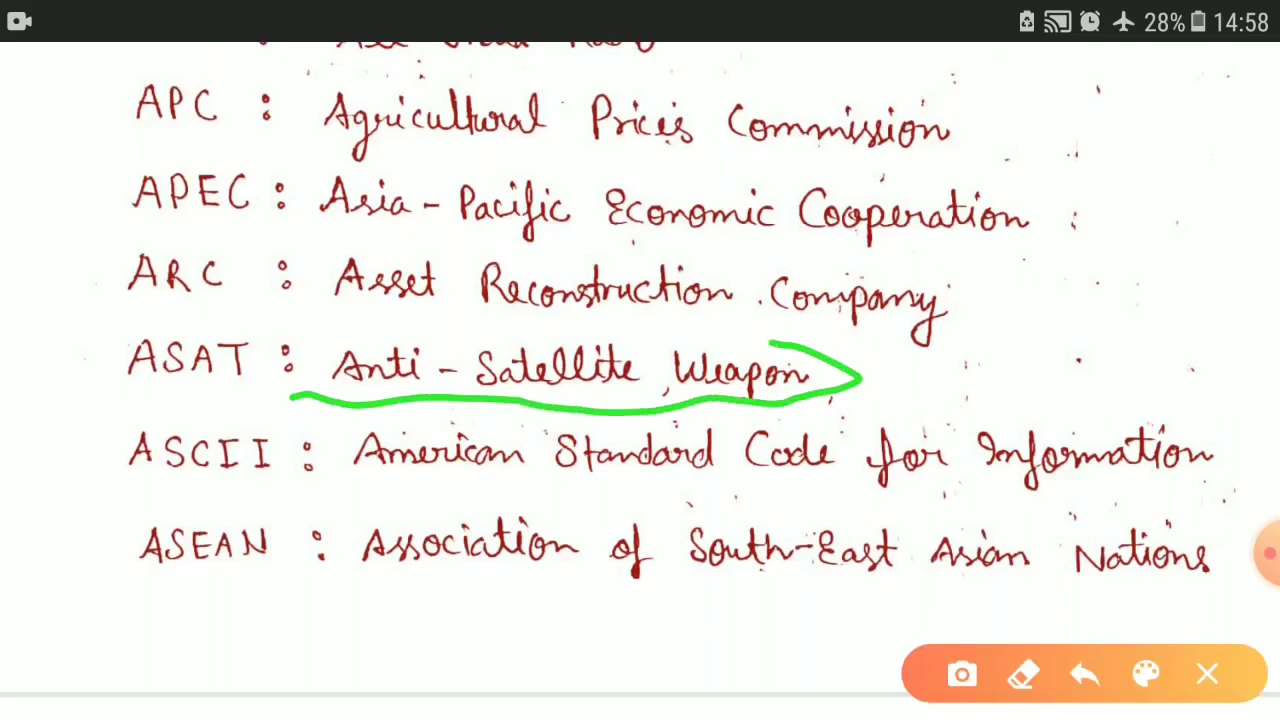 28% 14:58
APC : Agricultural Prices Commission
APEC : Asia-Pacific Economic Cooperation
ARC : Asset Reconstruction Company
ASAT : Anti-Satellite Weapon
ASCII : American Standard Code for Information
ASEAN : Association of South-East Asian Nations